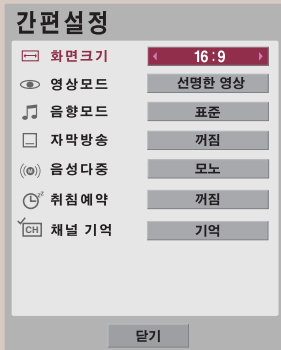 간편설정
화면크기 16:9
영상모드 선명한 영상
음향모드 표준
자막방송 꺼짐
음성다중 모노
취침예약 꺼짐
CH 채널 기억 기억
닫기